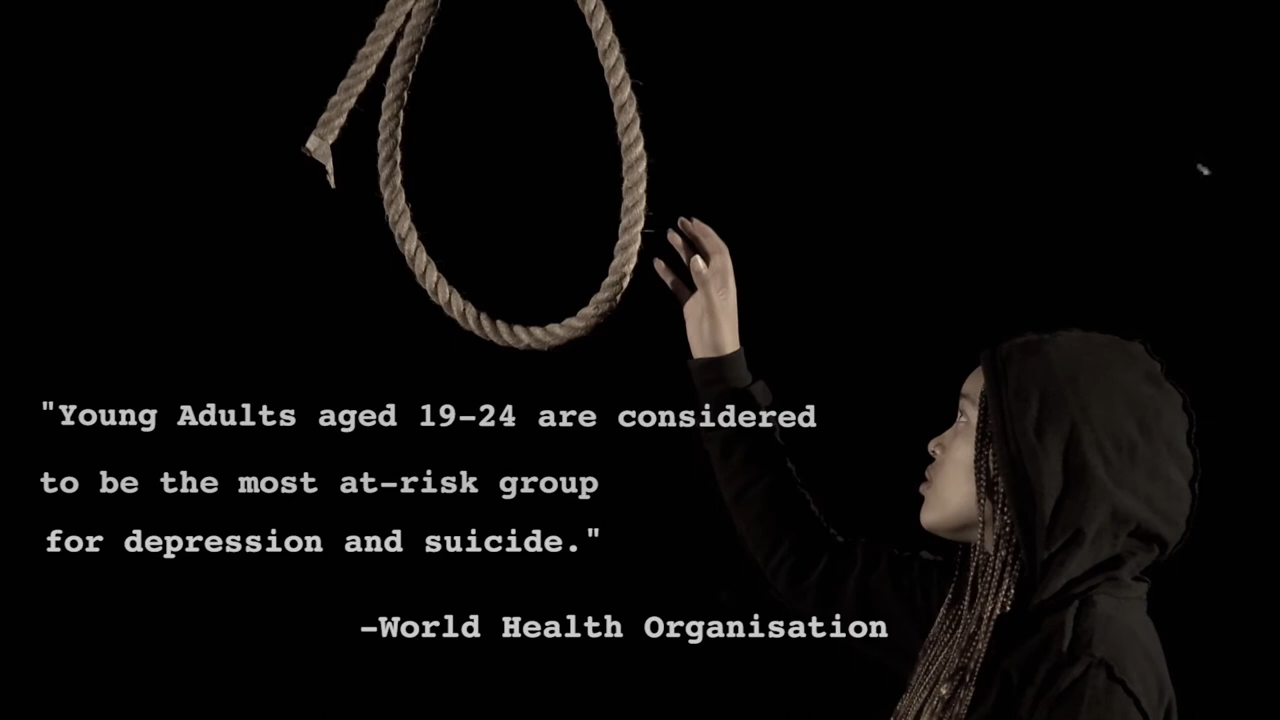 "Young Adults aged 19-24 are considered
to be the most at-risk group
for depression and suicide."
-World Health Organisation